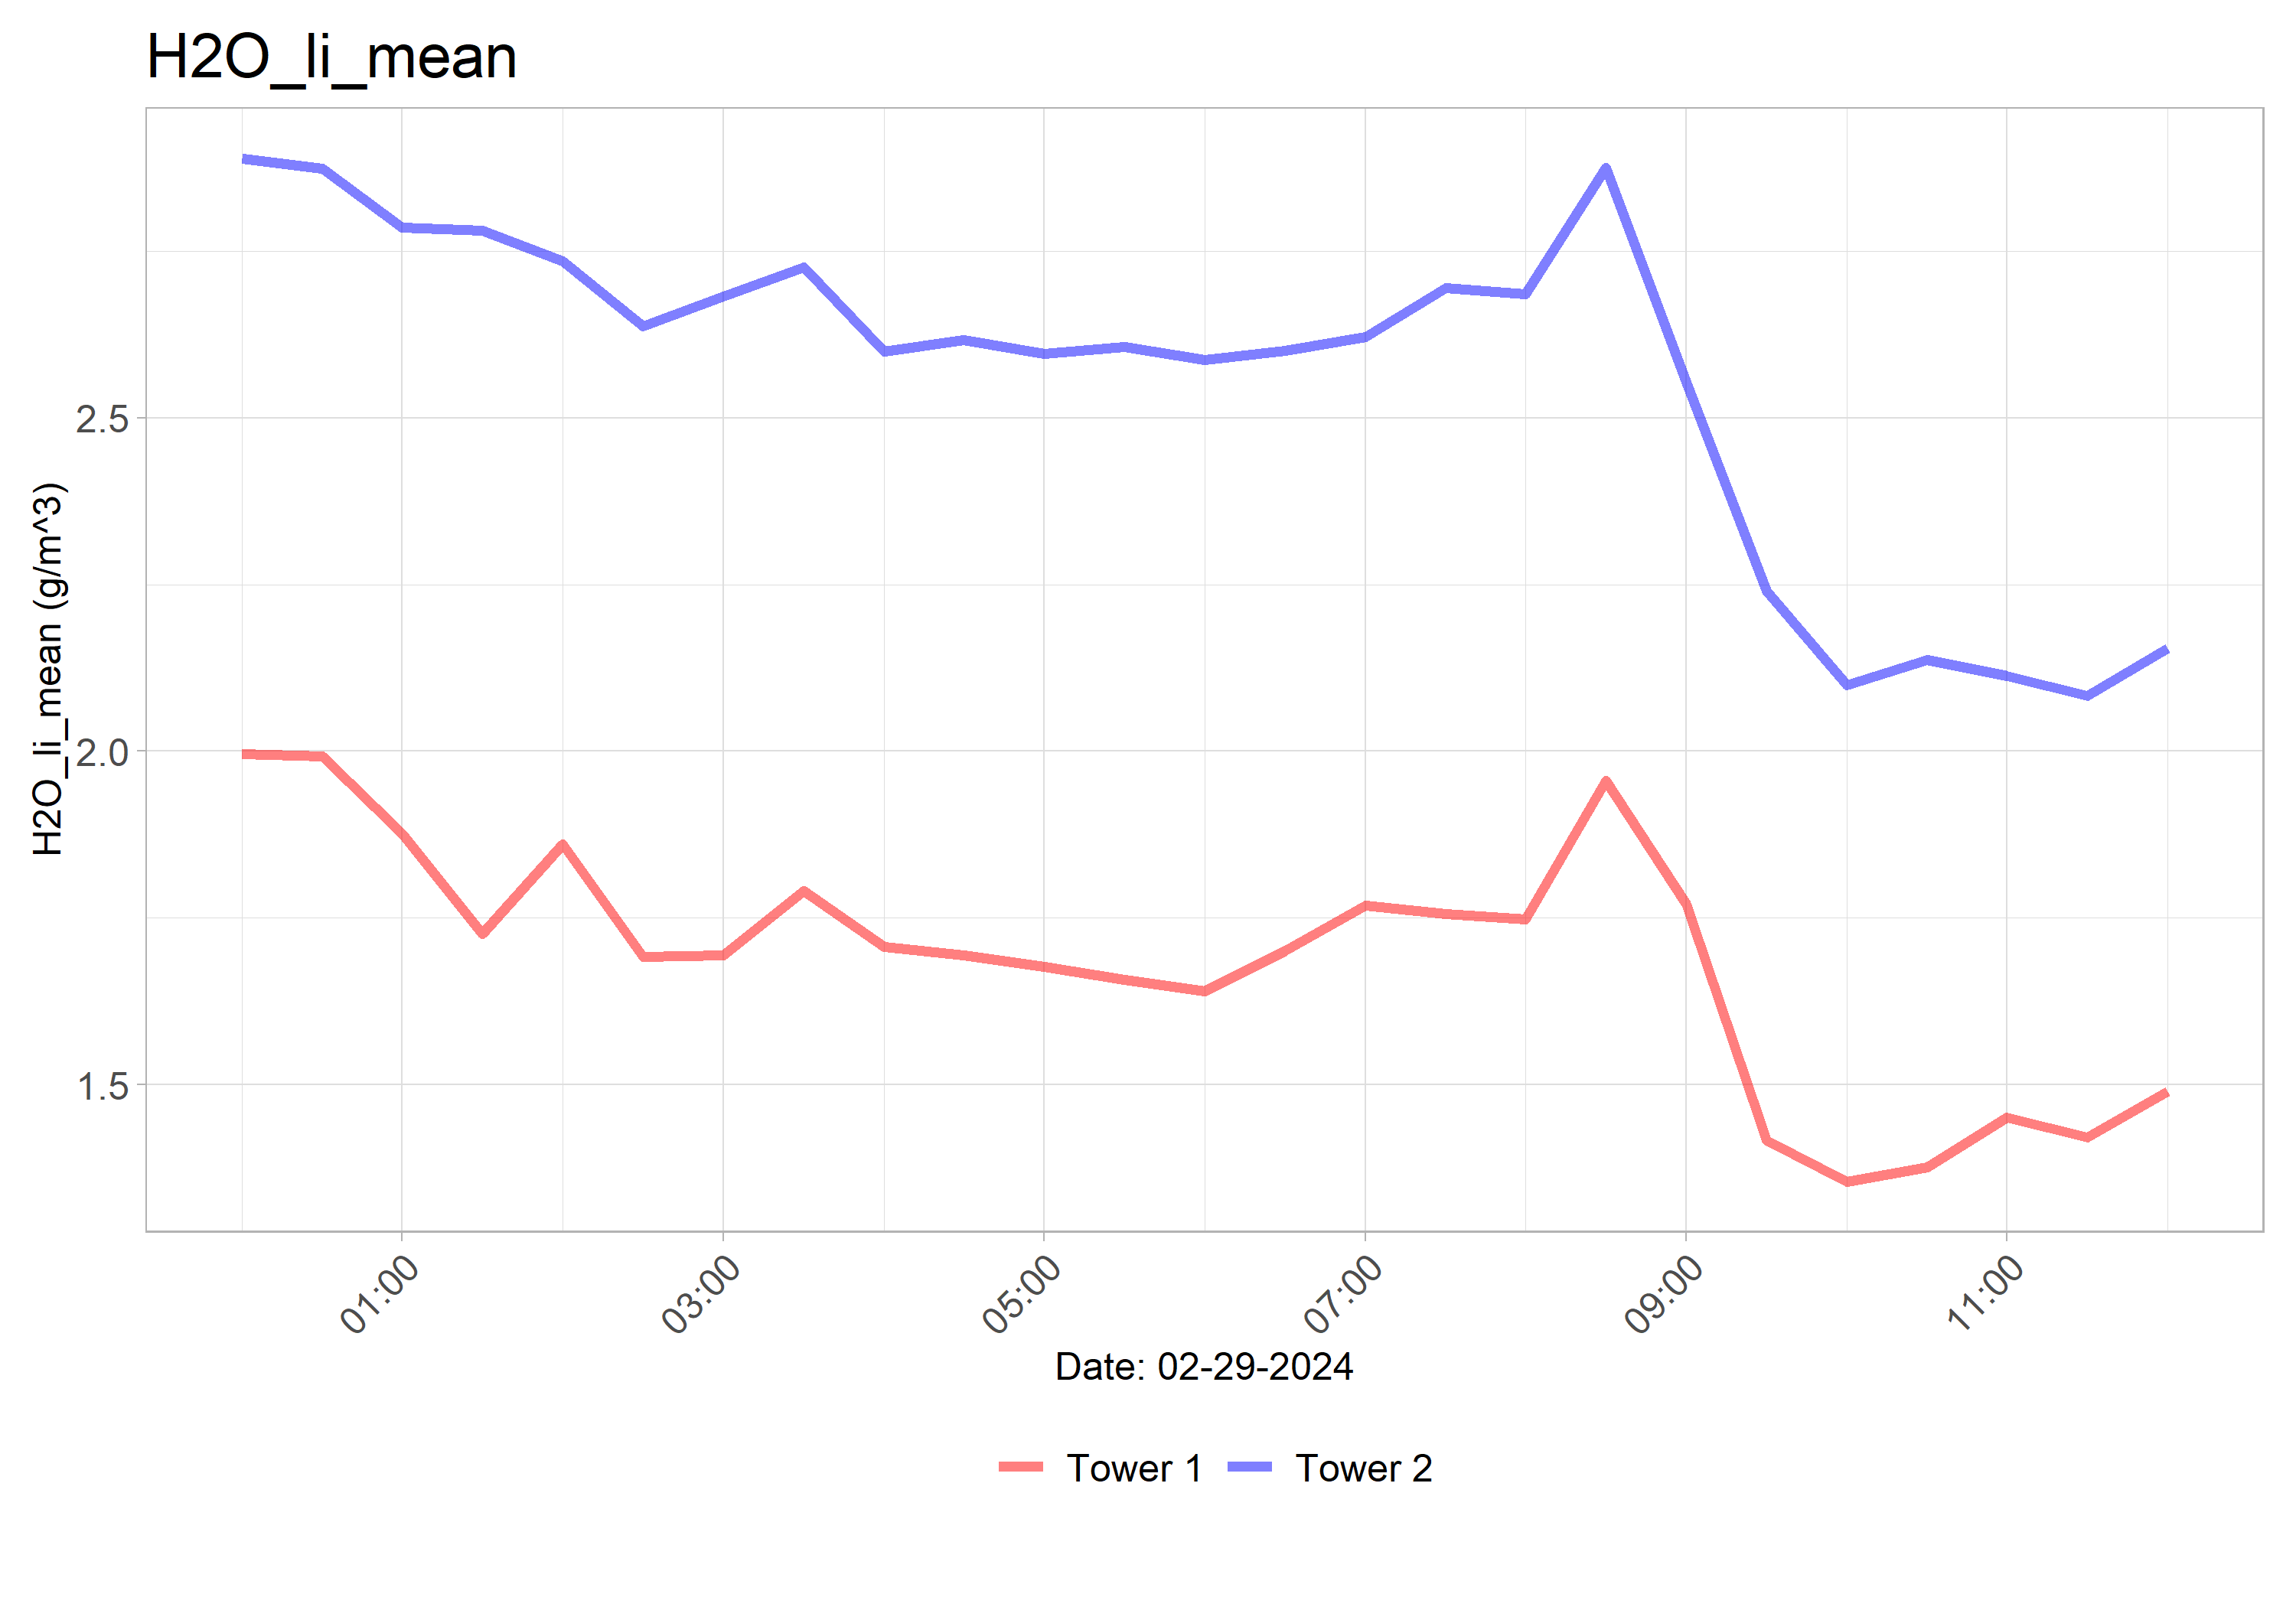 H2O_li_mean
H2O_li_mean (g/m^3)
2.5
2.0
1.5
01:00
03:00
05:00
07:00
09:00
11:00
Date: 02-29-2024
Tower 1
Tower 2